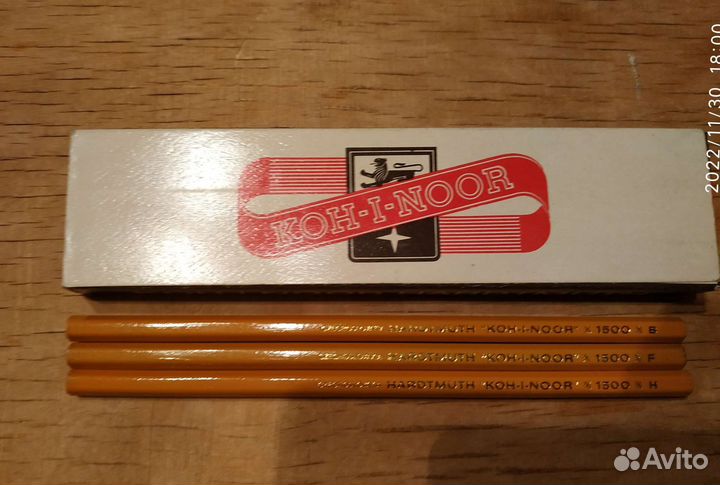 2022/11/30 18:00
KOH-I-NOOR
HARDTMUTH "KOH-I-NOOR" 1500 B
HARDTMUTH "KOH-I-NOOR" 1500 F
HARDTMUTH "KOH-I-NOOR" 1500 H
Avito